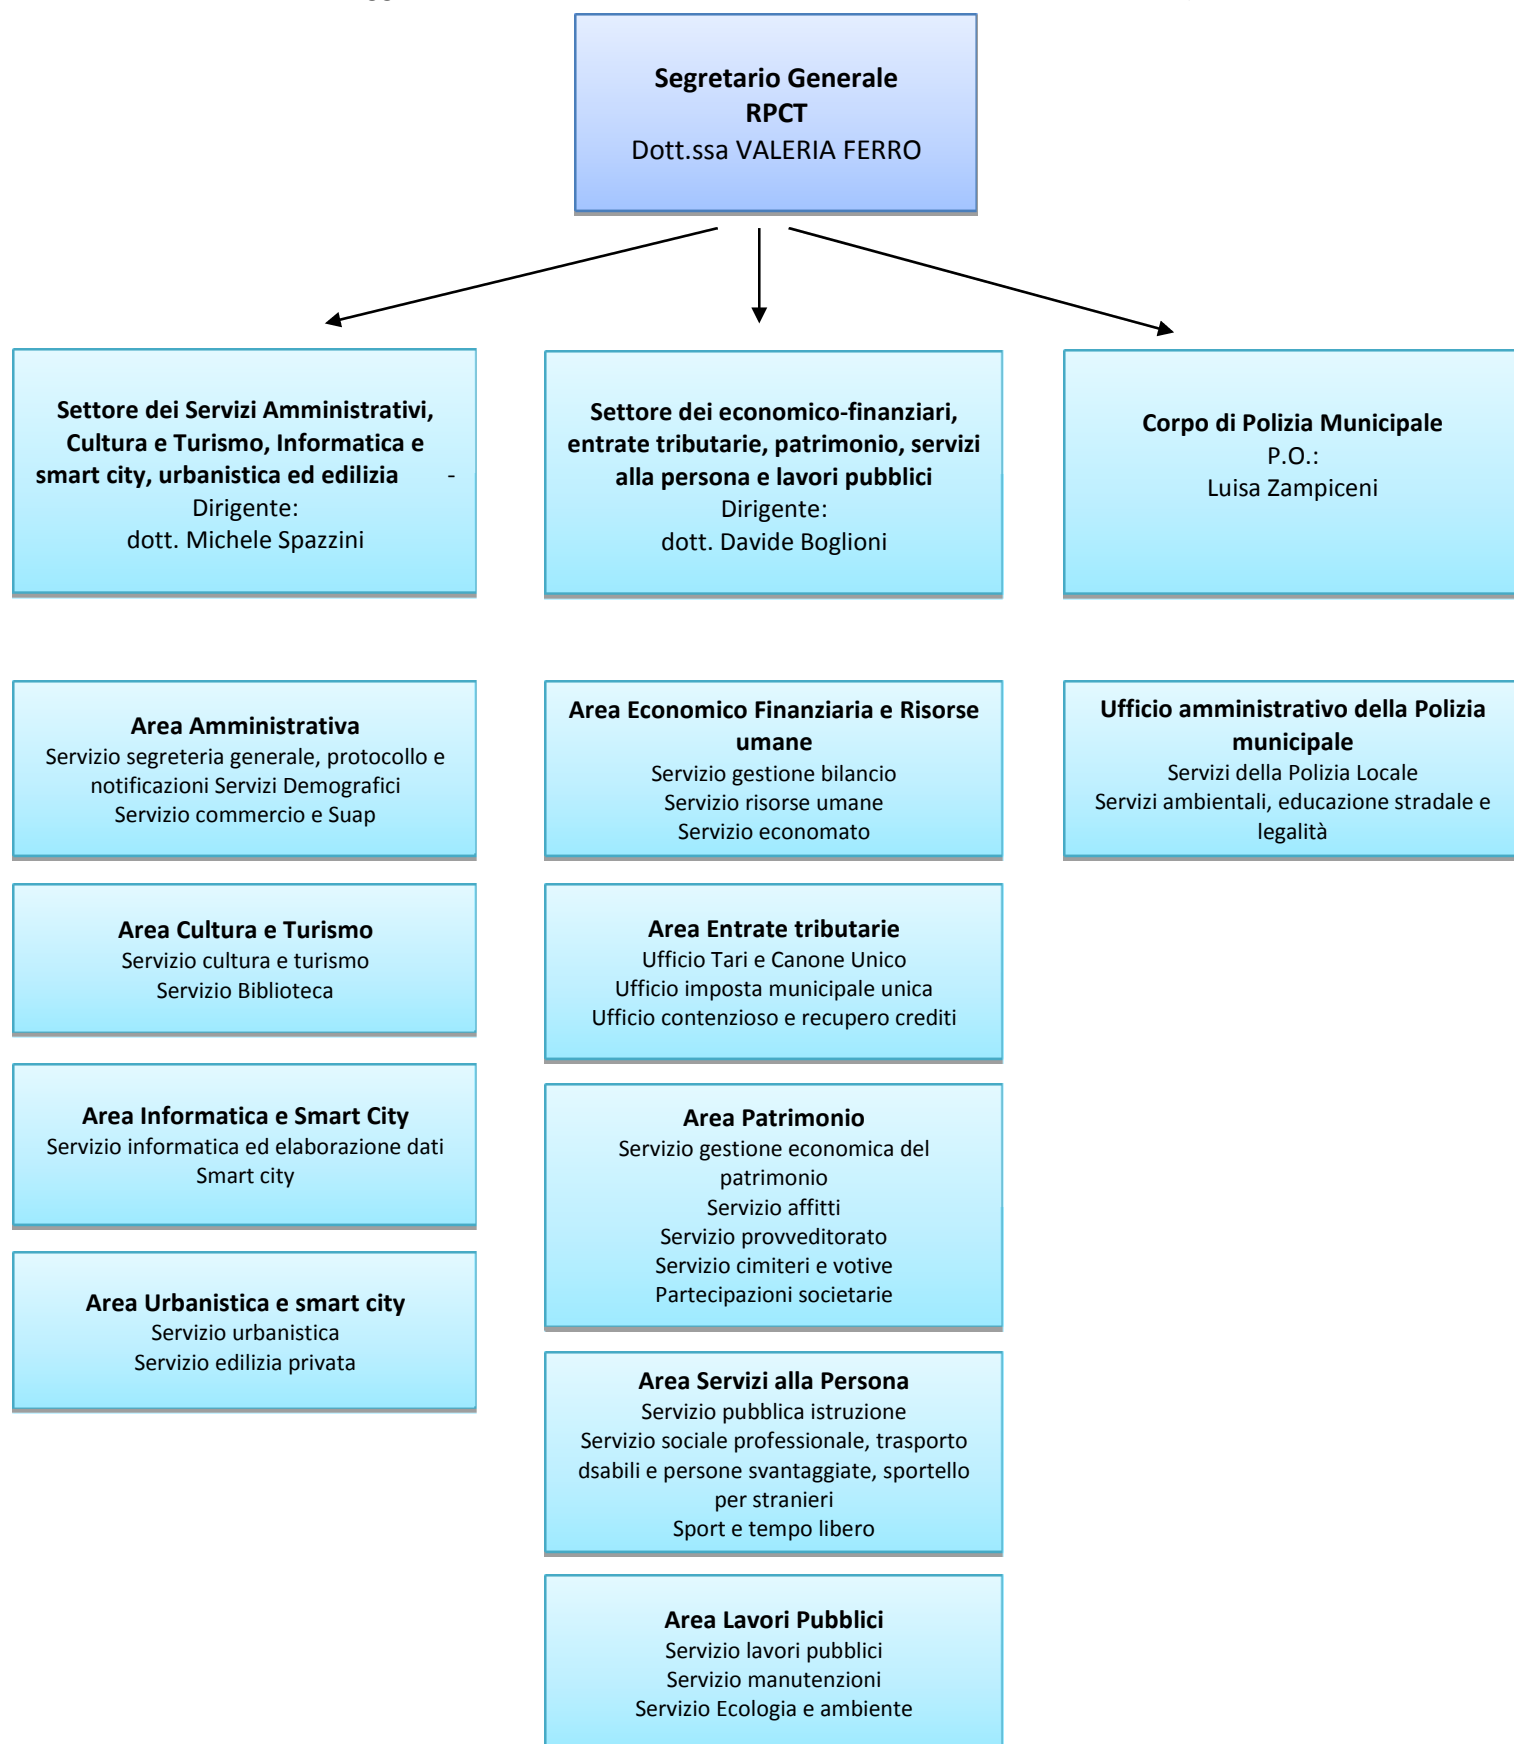 Segretario Generale
RPCT
Dott.ssa VALERIA FERRO
Settore dei Servizi Amministrativi,
Cultura e Turismo, Informatica e
smart city, urbanistica ed edilizia -
Dirigente:
dott. Michele Spazzini
Settore dei economico-finanziari,
entrate tributarie, patrimonio, servizi
alla persona e lavori pubblici
Dirigente:
dott. Davide Boglioni
Corpo di Polizia Municipale
P.O.:
Luisa Zampiceni
Area Amministrativa
Servizio segreteria generale, protocollo e
notificazioni Servizi Demografici
Servizio commercio e Suap
Area Economico Finanziaria e Risorse
umane
Servizio gestione bilancio
Servizio risorse umane
Servizio economato
Ufficio amministrativo della Polizia
municipale
Servizi della Polizia Locale
Servizi ambientali, educazione stradale e
legalità
Area Cultura e Turismo
Servizio cultura e turismo
Servizio Biblioteca
Area Entrate tributarie
Ufficio Tari e Canone Unico
Ufficio imposta municipale unica
Ufficio contenzioso e recupero crediti
Area Informatica e Smart City
Servizio informatica ed elaborazione dati
Smart city
Area Patrimonio
Servizio gestione economica del
patrimonio
Servizio affitti
Servizio provveditorato
Servizio cimiteri e votive
Partecipazioni societarie
Area Urbanistica e smart city
Servizio urbanistica
Servizio edilizia privata
Area Servizi alla Persona
Servizio pubblica istruzione
Servizio sociale professionale, trasporto
dsabili e persone svantaggiate, sportello
per stranieri
Sport e tempo libero
Area Lavori Pubblici
Servizio lavori pubblici
Servizio manutenzioni
Servizio Ecologia e ambiente